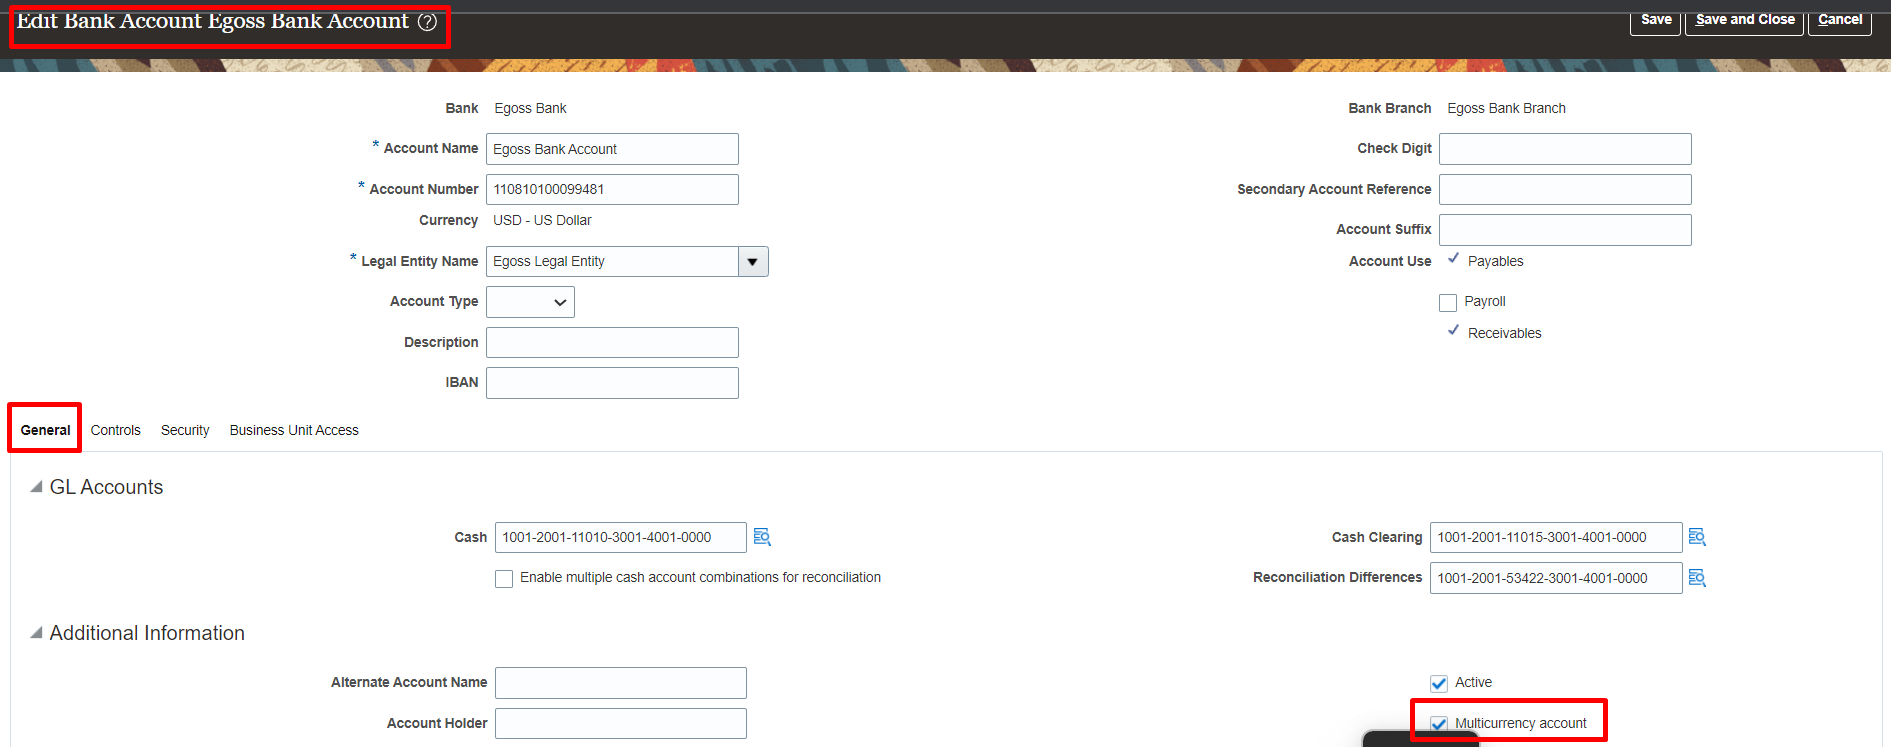 Edit Bank Account Egoss Bank Account ?
Save Save and Close Cancel
Bank Egoss Bank
Bank Branch Egoss Bank Branch
* Account Name Egoss Bank Account
Check Digit
* Account Number 110810100099481
Secondary Account Reference
Currency USD - US Dollar
Account Suffix
* Legal Entity Name Egoss Legal Entity
Account Use Payables
Account Type
Payroll
Receivables
Description
IBAN
General Controls Security Business Unit Access
GL Accounts
Cash 1001-2001-11010-3001-4001-0000
Cash Clearing 1001-2001-11015-3001-4001-0000
Enable multiple cash account combinations for reconciliation
Reconciliation Differences 1001-2001-53422-3001-4001-0000
Additional Information
Alternate Account Name
Active
Account Holder
Multicurrency account